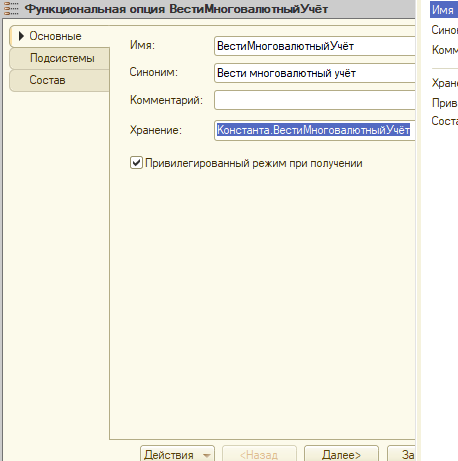 Функциональная опция ВестиМноговалютныйУчёт
Основные
Подсистемы
Состав
Имя:
ВестиМноговалютныйУчёт
Синоним:
Вести многовалютный учёт
Комментарий:
Хранение:
Константа.ВестиМноговалютныйУчёт
Привилегированный режим при получении
Действия
<Назад
Далее>
За
Имя
Сино
Комм
Хран
Прив
Соста